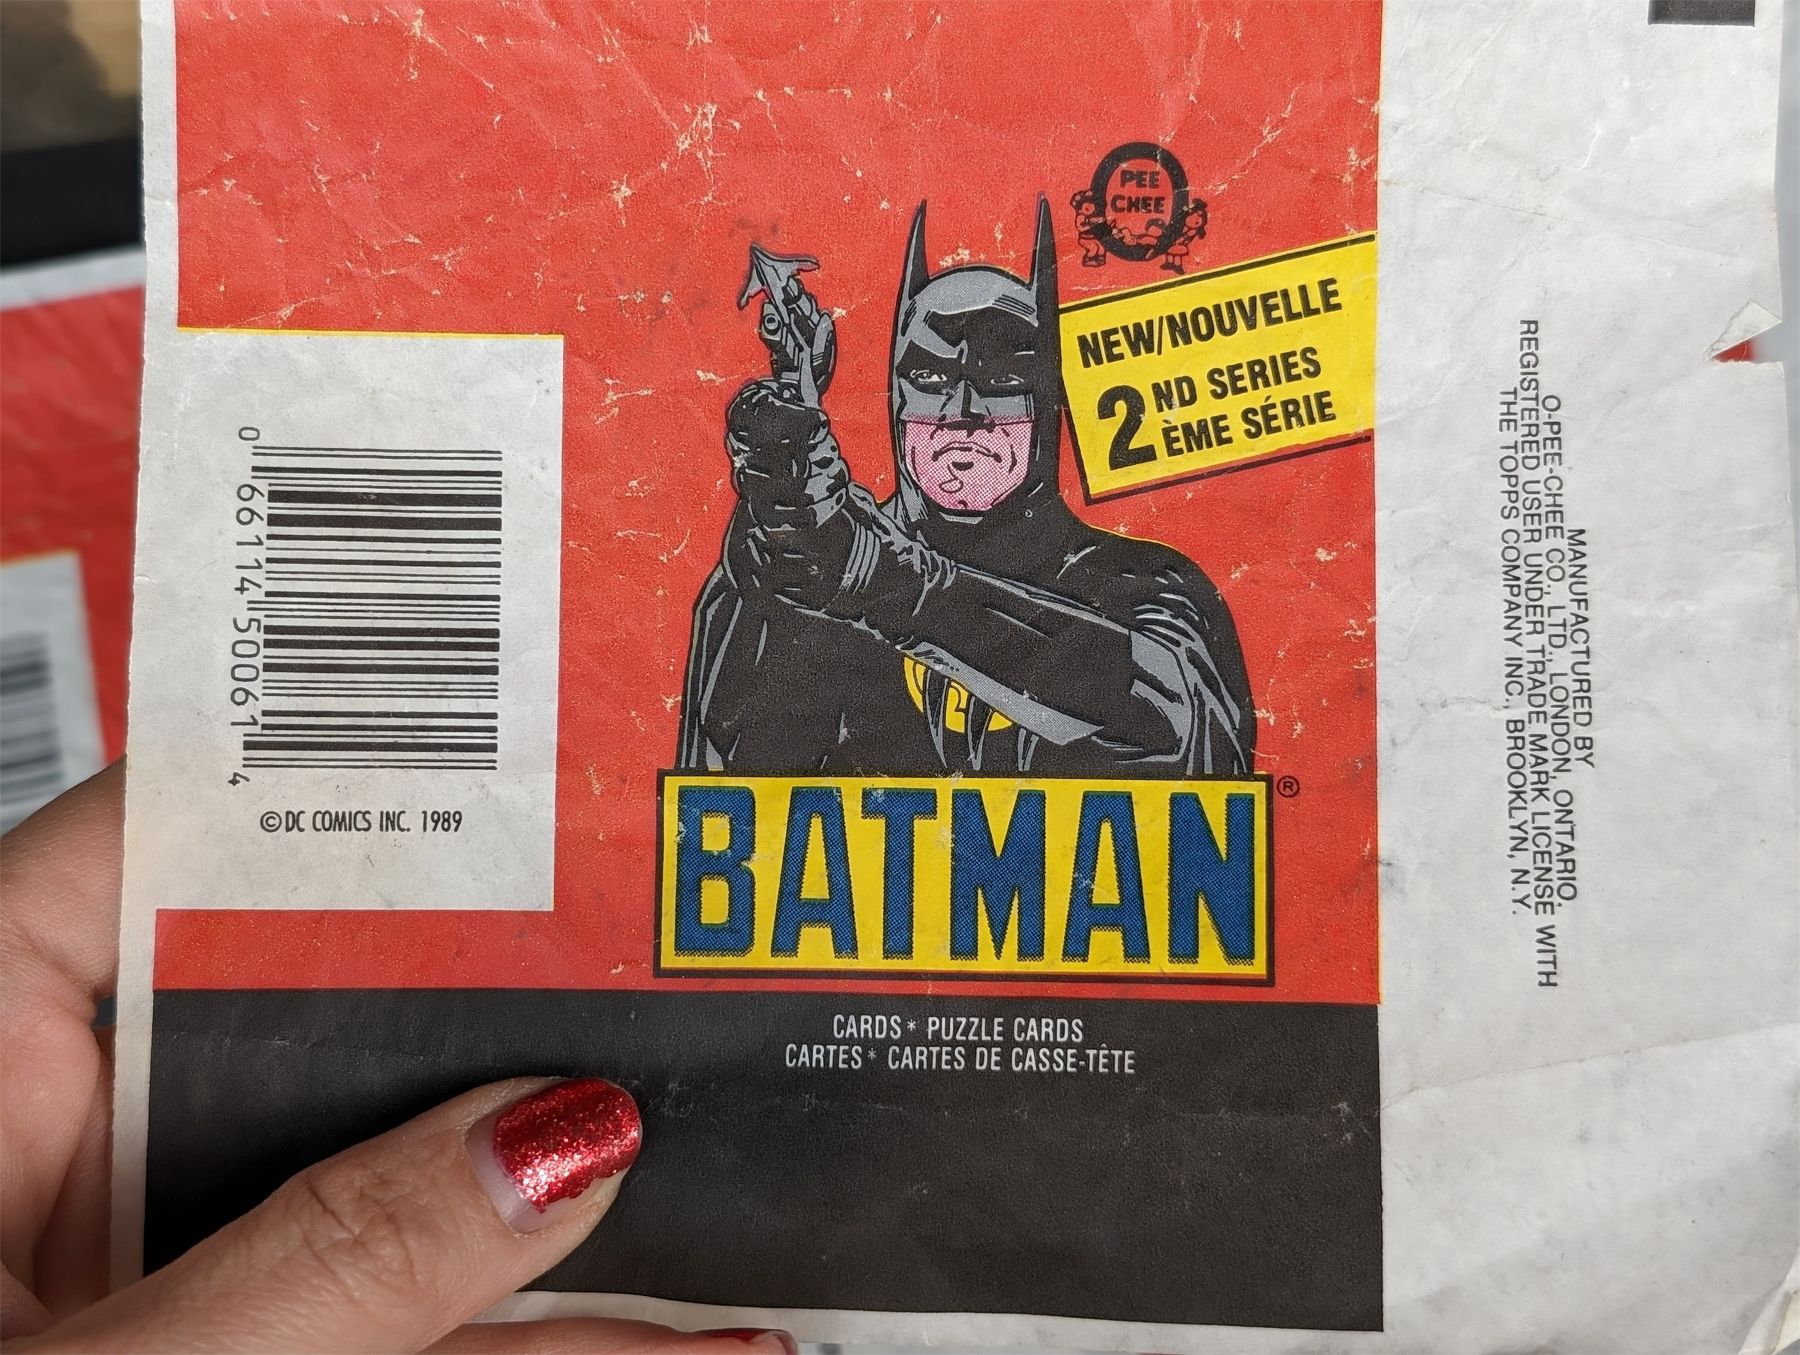 PEE
CHEE
NEW/NOUVELLE
2ND SERIES
ÈME SÉRIE
BATMAN®
CARDS* PUZZLE CARDS
CARTES* CARTES DE CASSE-TÊTE
0 66114 50061 4
© DC COMICS INC. 1989
MANUFACTURED BY
O-PEE-CHEE CO., LTD., LONDON, ONTARIO.
REGISTERED USER UNDER TRADE MARK LICENSE WITH
THE TOPPS COMPANY INC., BROOKLYN, N.Y.